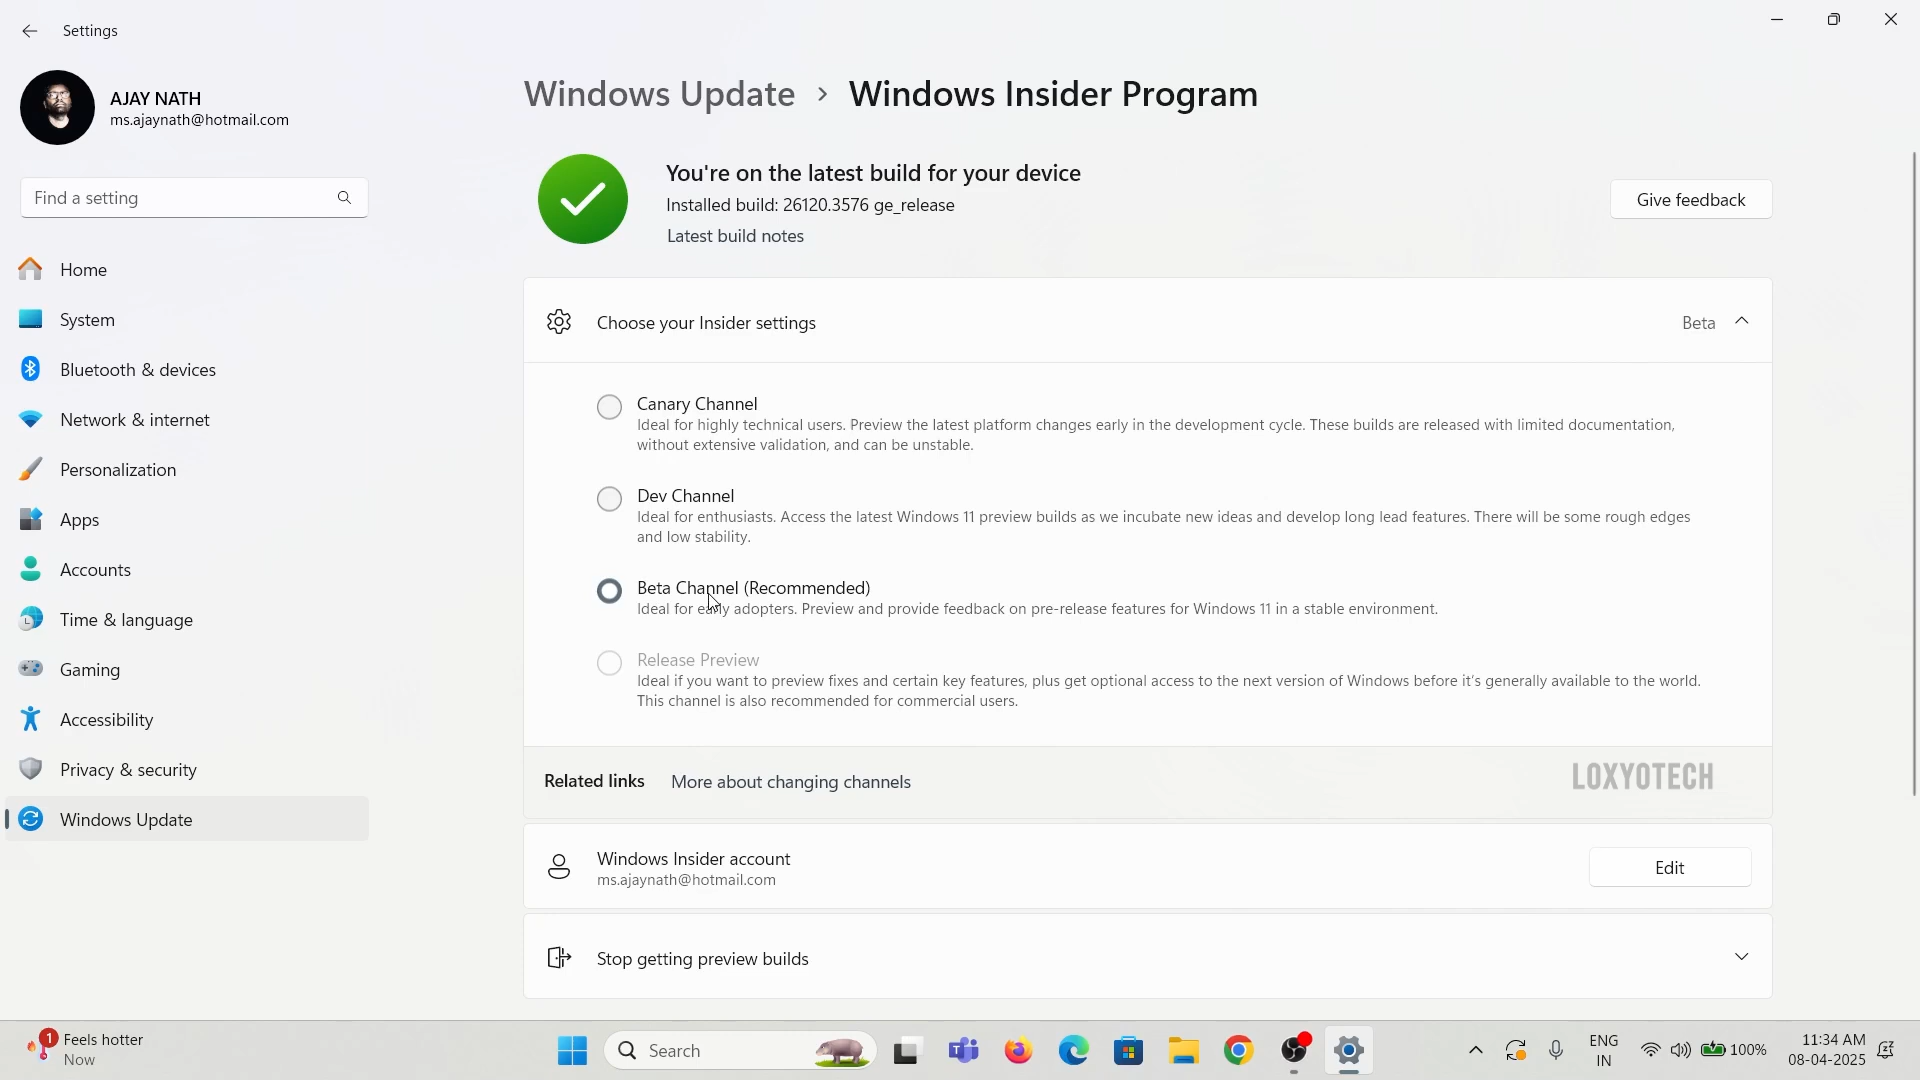 Settings
AJAY NATH
ms.ajaynath@hotmail.com
Find a setting
Home
System
Bluetooth & devices
Network & internet
Personalization
Apps
Accounts
Time & language
Gaming
Accessibility
Privacy & security
Windows Update
Windows Update > Windows Insider Program
You're on the latest build for your device
Installed build: 26120.3576 ge_release
Latest build notes
Give feedback
Choose your Insider settings
Beta
Canary Channel
Ideal for highly technical users. Preview the latest platform changes early in the development cycle. These builds are released with limited documentation,
without extensive validation, and can be unstable.
Dev Channel
Ideal for enthusiasts. Access the latest Windows 11 preview builds as we incubate new ideas and develop long lead features. There will be some rough edges
and low stability.
Beta Channel (Recommended)
Ideal for early adopters. Preview and provide feedback on pre-release features for Windows 11 in a stable environment.
Release Preview
Ideal if you want to preview fixes and certain key features, plus get optional access to the next version of Windows before it's generally available to the world.
This channel is also recommended for commercial users.
Related links More about changing channels
LOXYOTECH
Windows Insider account
ms.ajaynath@hotmail.com
Edit
Stop getting preview builds
1
Feels hotter
Now
Search
ENG
IN
100%
11:34 AM
08-04-2025